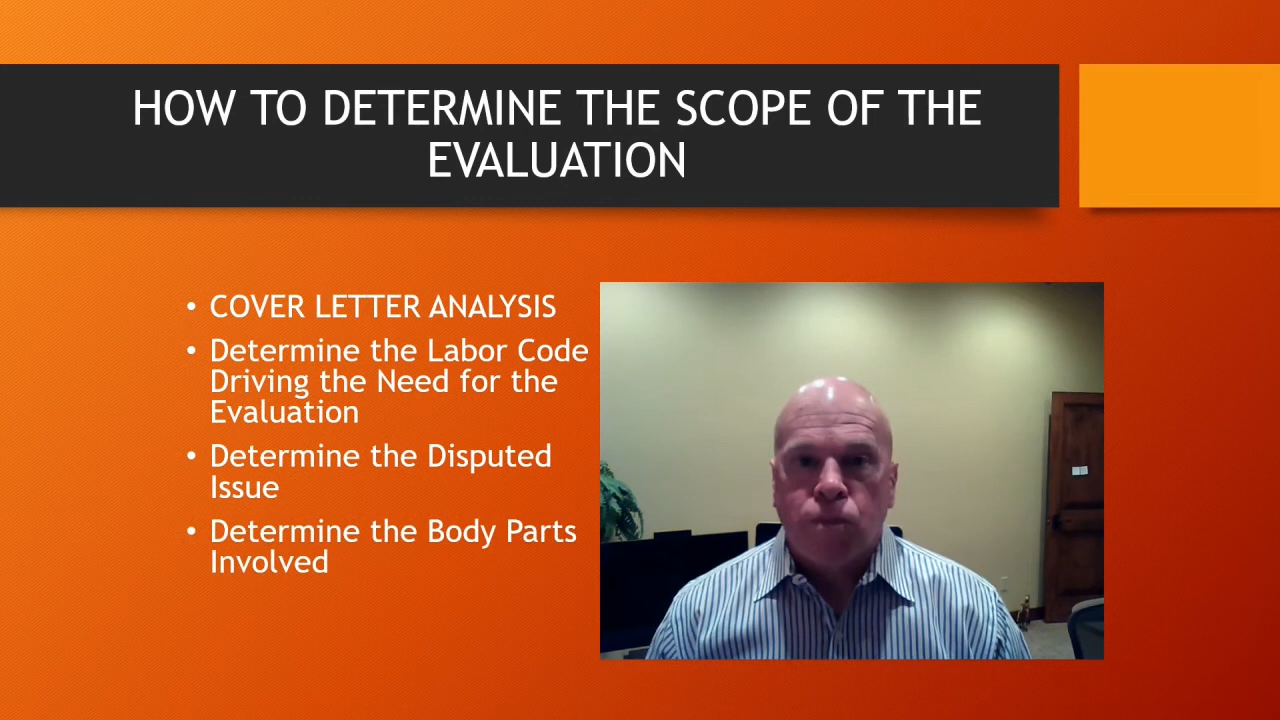 HOW TO DETERMINE THE SCOPE OF THE
EVALUATION
• COVER LETTER ANALYSIS
• Determine the Labor Code
Driving the Need for the
Evaluation
• Determine the Disputed
Issue
• Determine the Body Parts
Involved